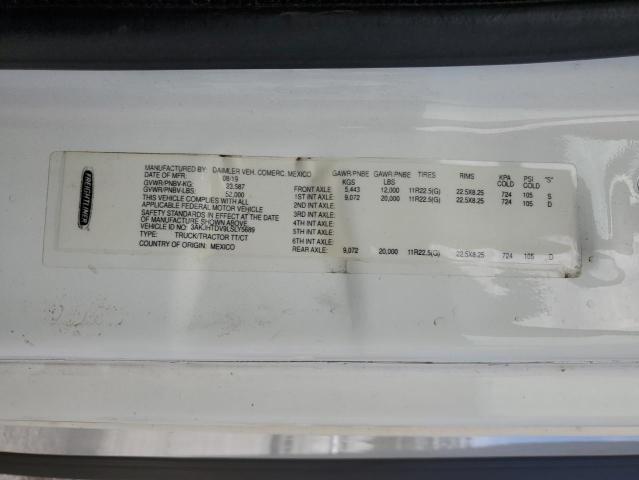 FREIGHTLINER
MANUFACTURED BY: DAIMLER VEH. COMERC. MEXICO
DATE OF MFR: 08/19
GVWR/PNBV-KG: 23,587
GVWR/PNBV-LBS: 52,000
THIS VEHICLE COMPLIES WITH ALL
APPLICABLE FEDERAL MOTOR VEHICLE
SAFETY STANDARDS IN EFFECT AT THE DATE
OF MANUFACTURE SHOWN ABOVE.
VEHICLE ID NO: 3AKJHTDV9LSLY5689
TYPE: TRUCK/TRACTOR TT/CT
COUNTRY OF ORIGIN: MEXICO
GAWR/PNBE GAWR/PNBE TIRES RIMS KPA PSI "S"
KGS LBS COLD COLD
FRONT AXLE: 5,443 12,000 11R22.5(G) 22.5X8.25 724 105 S
1ST INT AXLE: 9,072 20,000 11R22.5(G) 22.5X8.25 724 105 D
2ND INT AXLE:
3RD INT AXLE:
4TH INT AXLE:
5TH INT AXLE:
6TH INT AXLE:
REAR AXLE: 9,072 20,000 11R22.5(G) 22.5X8.25 724 105 D